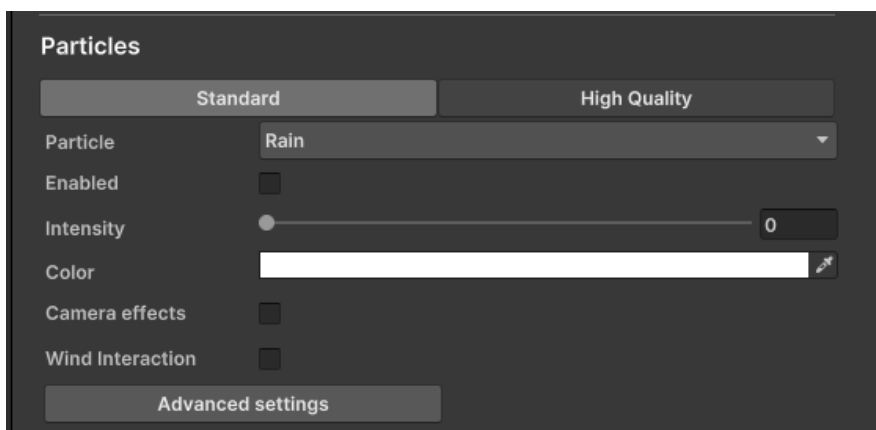 Particles
Standard High Quality
Particle Rain
Enabled
Intensity 0
Color
Camera effects
Wind Interaction
Advanced settings